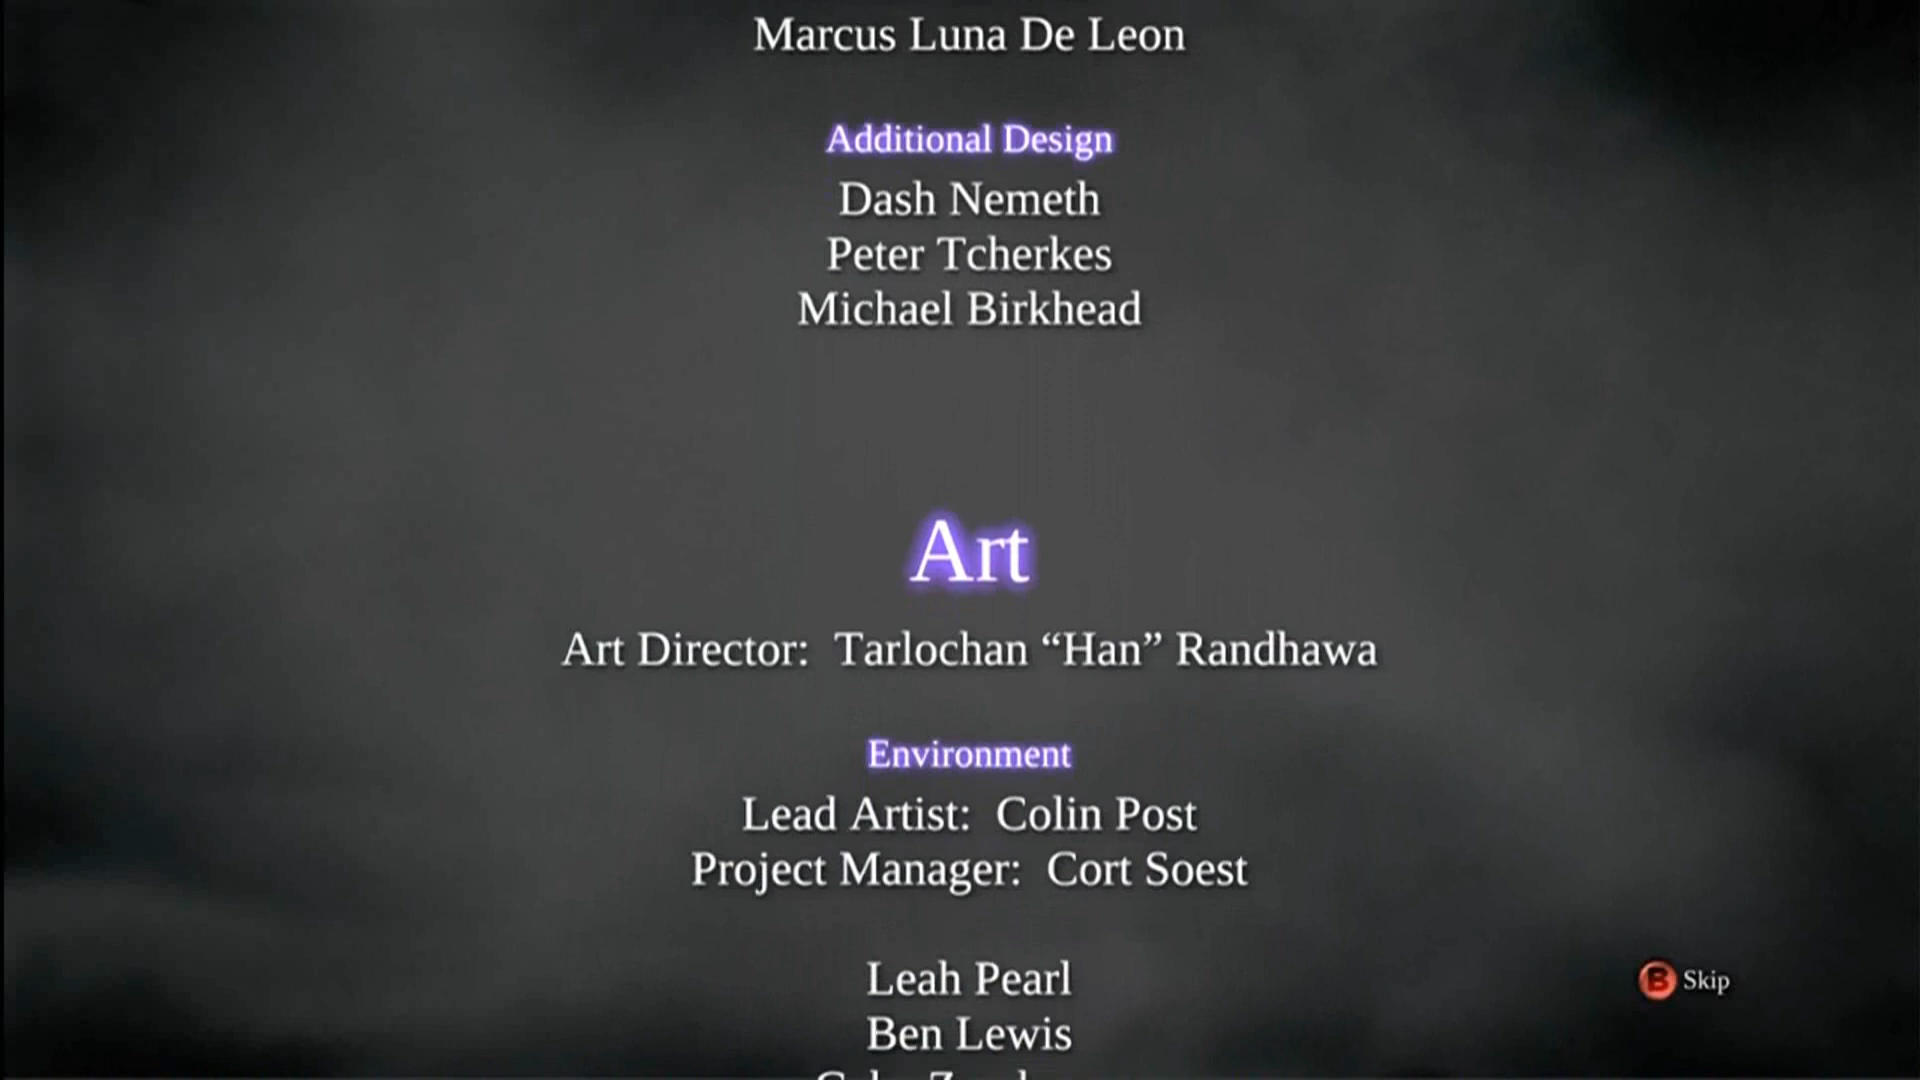 Marcus Luna De Leon
Additional Design
Dash Nemeth
Peter Tcherkes
Michael Birkhead
Art
Art Director:  Tarlochan “Han” Randhawa
Environment
Lead Artist:  Colin Post
Project Manager:  Cort Soest
Leah Pearl
Ben Lewis
B Skip